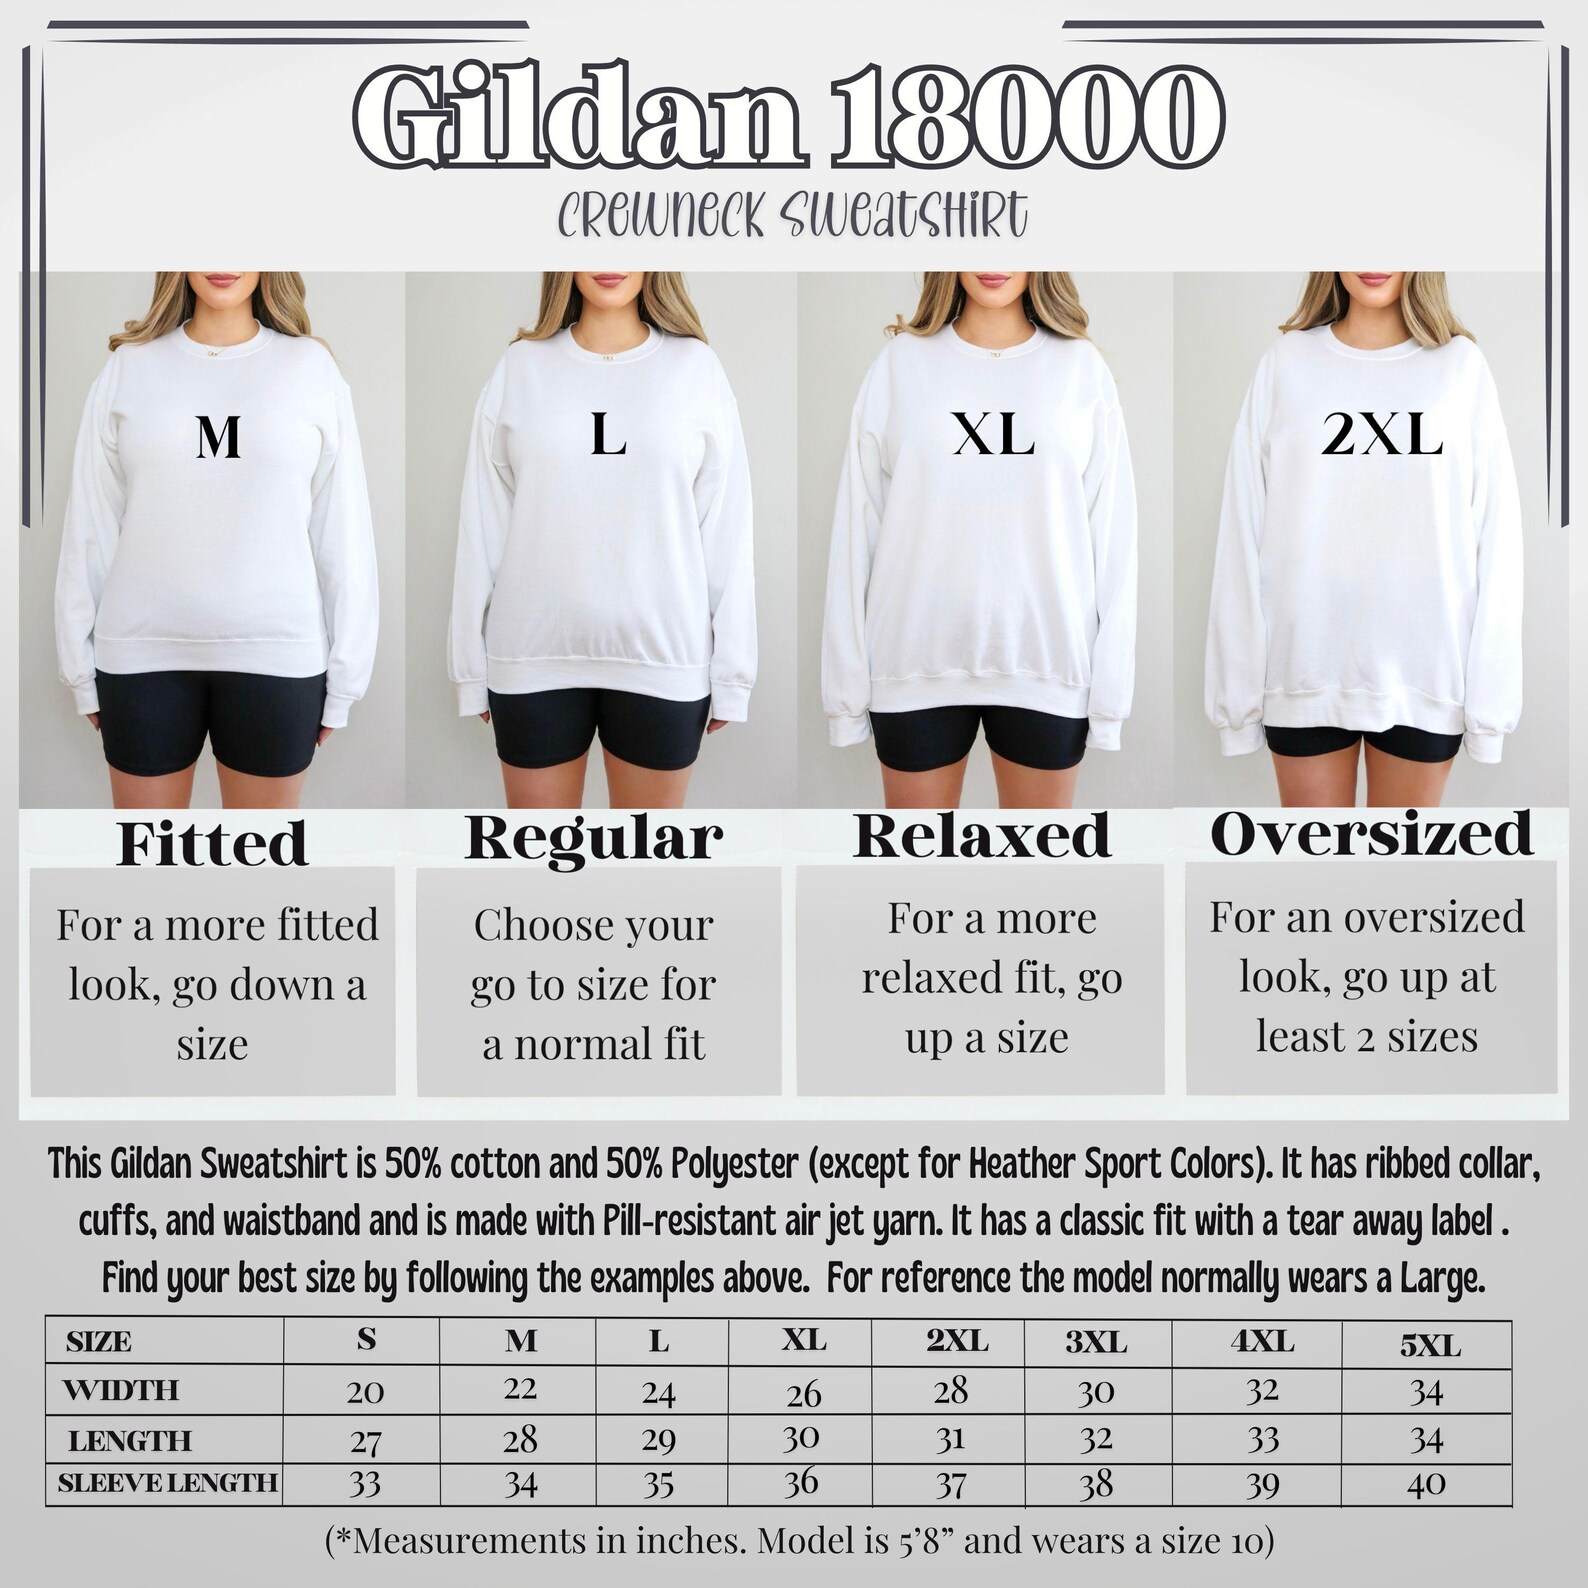 Gildan 18000
CREWNECK SWEATSHIRT
M
L
XL
2XL
Fitted
Regular
Relaxed
Oversized
For a more fitted
look, go down a
size
Choose your
go to size for
a normal fit
For a more
relaxed fit, go
up a size
For an oversized
look, go up at
least 2 sizes
This Gildan Sweatshirt is 50% cotton and 50% Polyester (except for Heather Sport Colors). It has ribbed collar,
cuffs, and waistband and is made with Pill-resistant air jet yarn. It has a classic fit with a tear away label .
Find your best size by following the examples above. For reference the model normally wears a Large.
SIZE S M L XL 2XL 3XL 4XL 5XL
WIDTH 20 22 24 26 28 30 32 34
LENGTH 27 28 29 30 31 32 33 34
SLEEVE LENGTH 33 34 35 36 37 38 39 40
(*Measurements in inches. Model is 5’8” and wears a size 10)